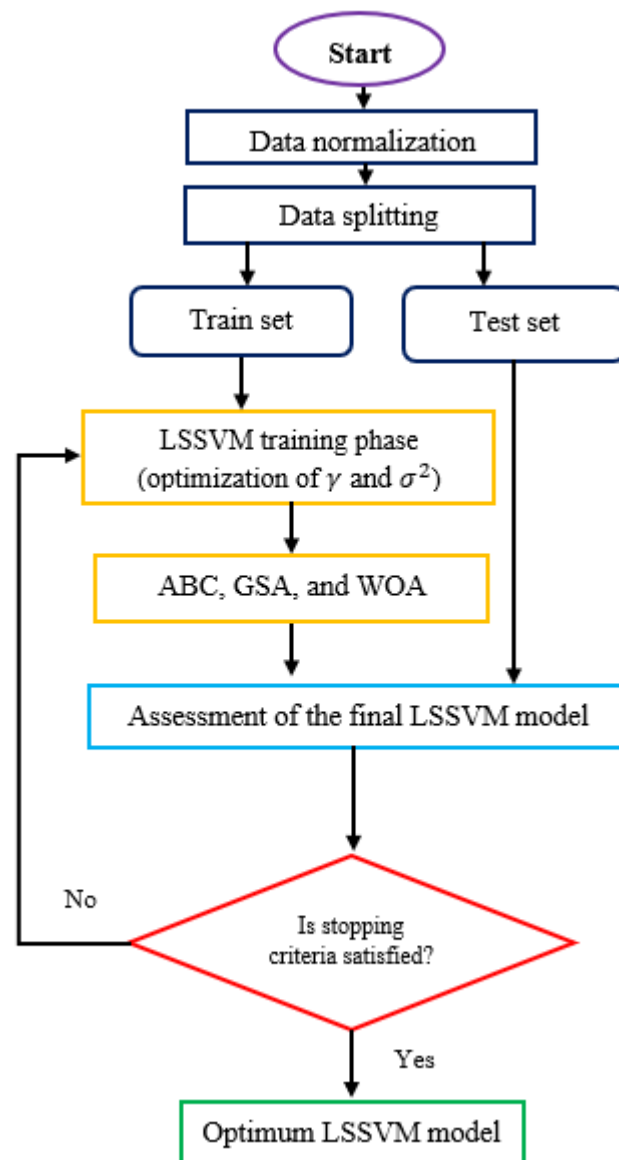 Start
Data normalization
Data splitting
Train set
Test set
LSSVM training phase
(optimization of γ and σ²)
ABC, GSA, and WOA
Assessment of the final LSSVM model
No
Is stopping
criteria satisfied?
Yes
Optimum LSSVM model